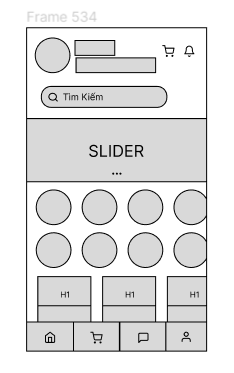 Frame 534
Tìm Kiếm
SLIDER
...
H1 H1 H1